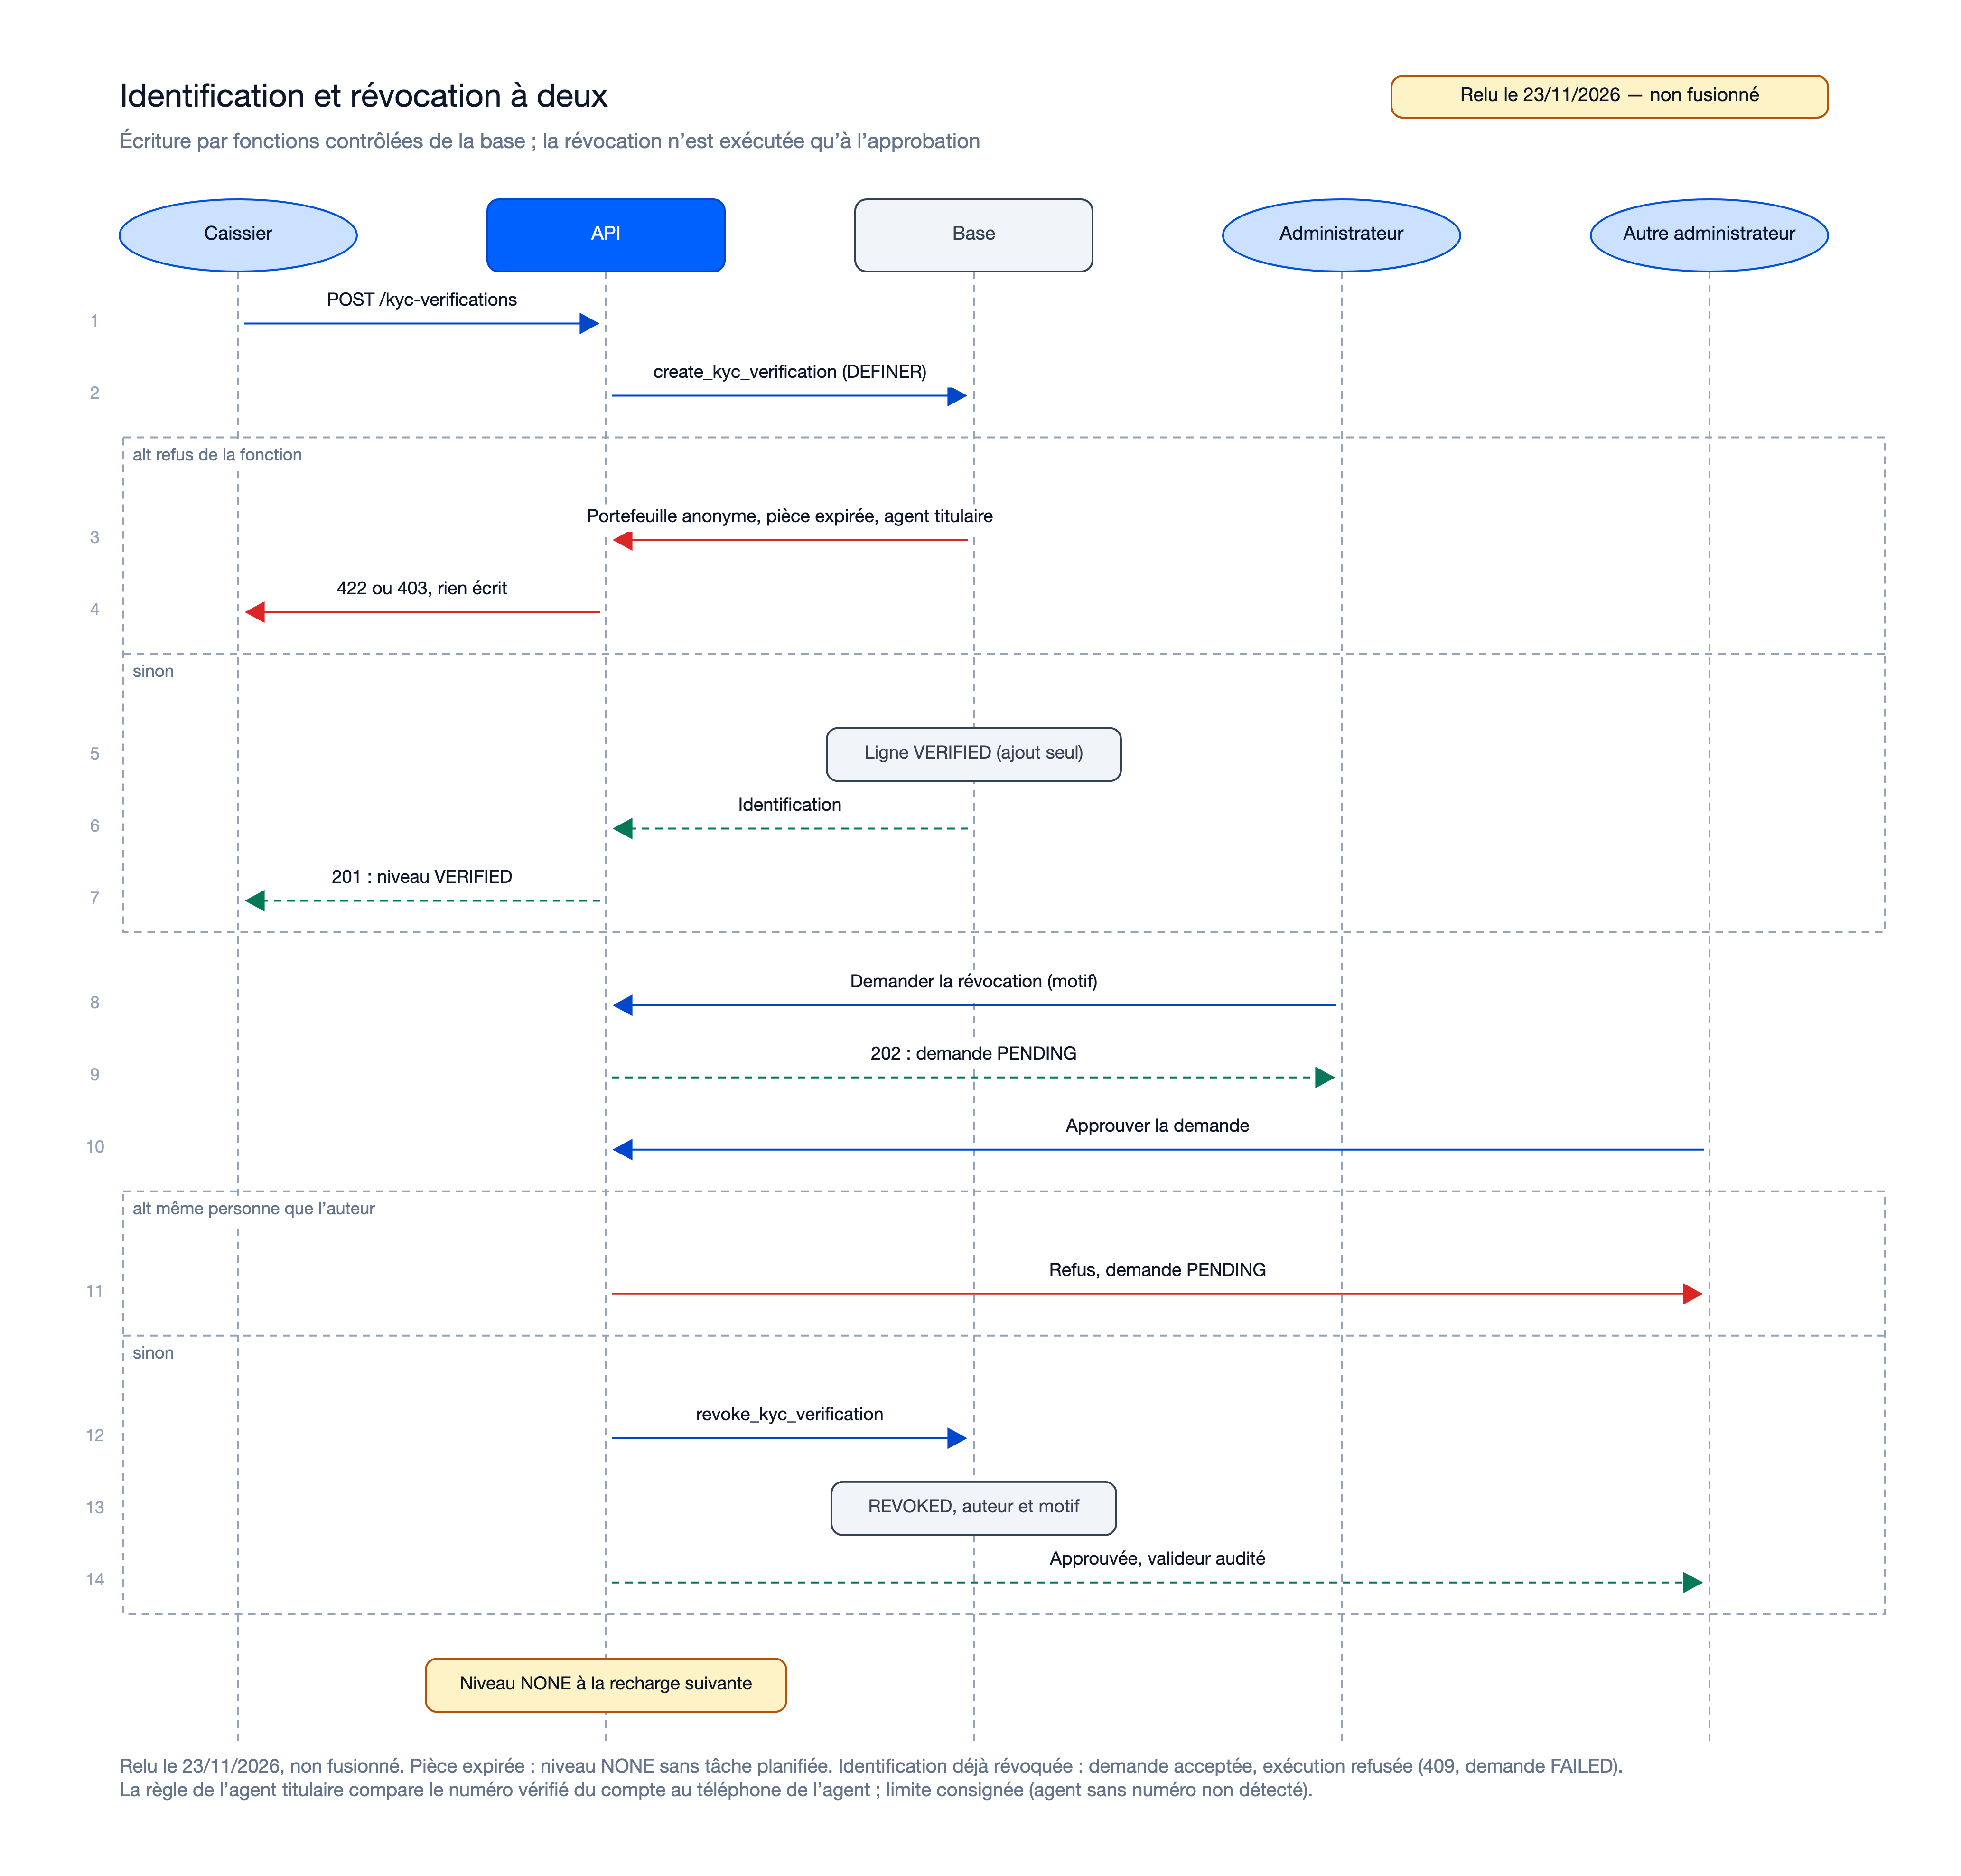 Identification et révocation à deux
Relu le 23/11/2026 — non fusionné
Écriture par fonctions contrôlées de la base ; la révocation n’est exécutée qu’à l’approbation
Caissier
API
Base
Administrateur
Autre administrateur
POST /kyc-verifications
1
create_kyc_verification (DEFINER)
2
alt refus de la fonction
Portefeuille anonyme, pièce expirée, agent titulaire
3
422 ou 403, rien écrit
4
sinon
5
Ligne VERIFIED (ajout seul)
Identification
6
201 : niveau VERIFIED
7
Demander la révocation (motif)
8
202 : demande PENDING
9
Approuver la demande
10
alt même personne que l’auteur
Refus, demande PENDING
11
sinon
revoke_kyc_verification
12
13
REVOKED, auteur et motif
Approuvée, valideur audité
14
Niveau NONE à la recharge suivante
Relu le 23/11/2026, non fusionné. Pièce expirée : niveau NONE sans tâche planifiée. Identification déjà révoquée : demande acceptée, exécution refusée (409, demande FAILED).
La règle de l’agent titulaire compare le numéro vérifié du compte au téléphone de l’agent ; limite consignée (agent sans numéro non détecté).